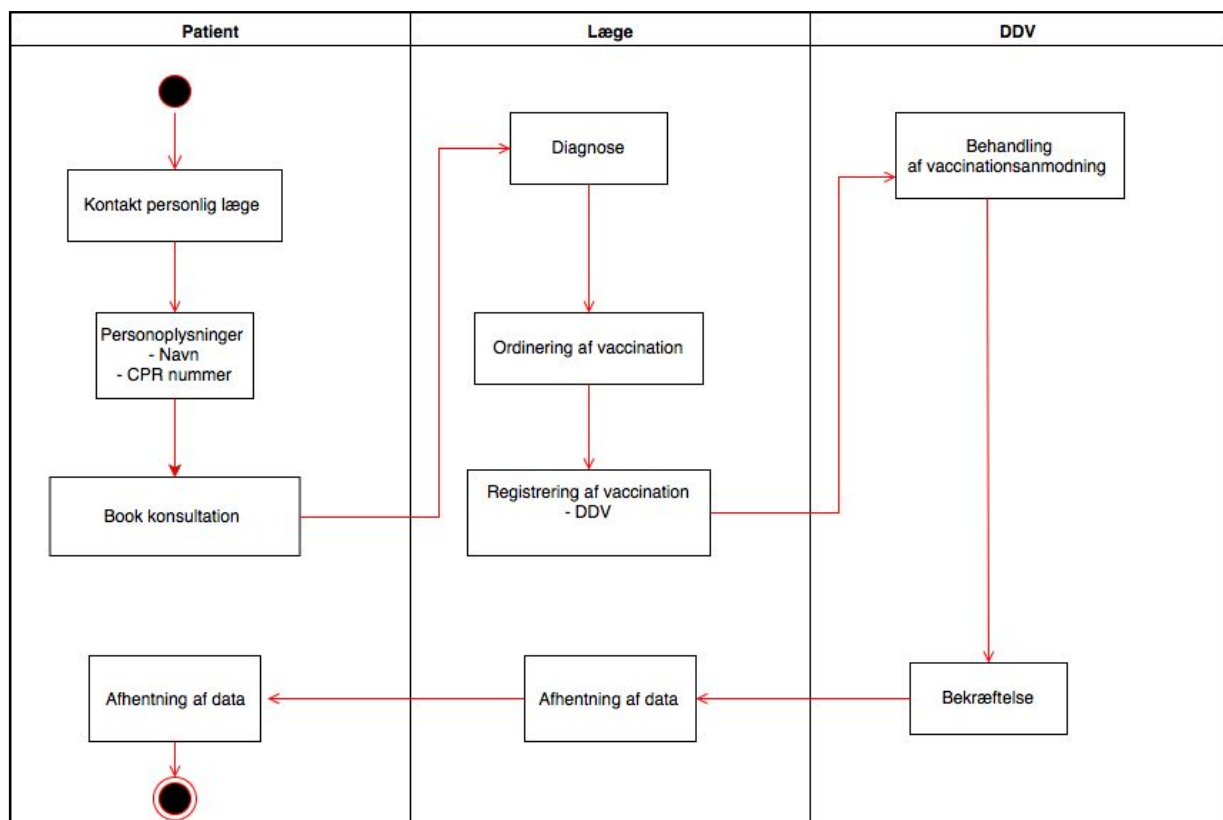 Patient
Læge
DDV
Kontakt personlig læge
Personoplysninger
- Navn
- CPR nummer
Book konsultation
Diagnose
Ordinering af vaccination
Registrering af vaccination
- DDV
Behandling
af vaccinationsanmodning
Bekræftelse
Afhentning af data
Afhentning af data